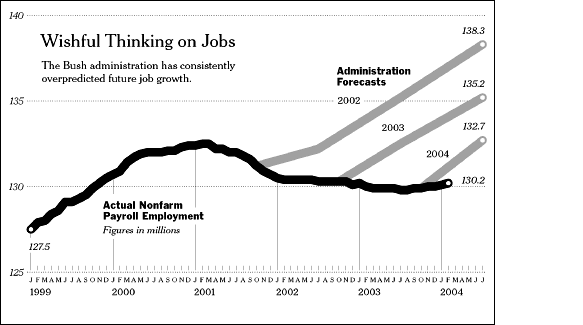 140
138.3
Wishful Thinking on Jobs
The Bush administration has consistently
overpredicted future job growth.
Administration
Forecasts
2002
135.2
135
2003
132.7
2004
130.2
130
Actual Nonfarm
Payroll Employment
Figures in millions
127.5
125
J F M A M J J A S O N D J F M A M J J A S O N D J F M A M J J A S O N D J F M A M J J A S O N D J F M A M J J A S O N D J F M A M J J
1999 2000 2001 2002 2003 2004